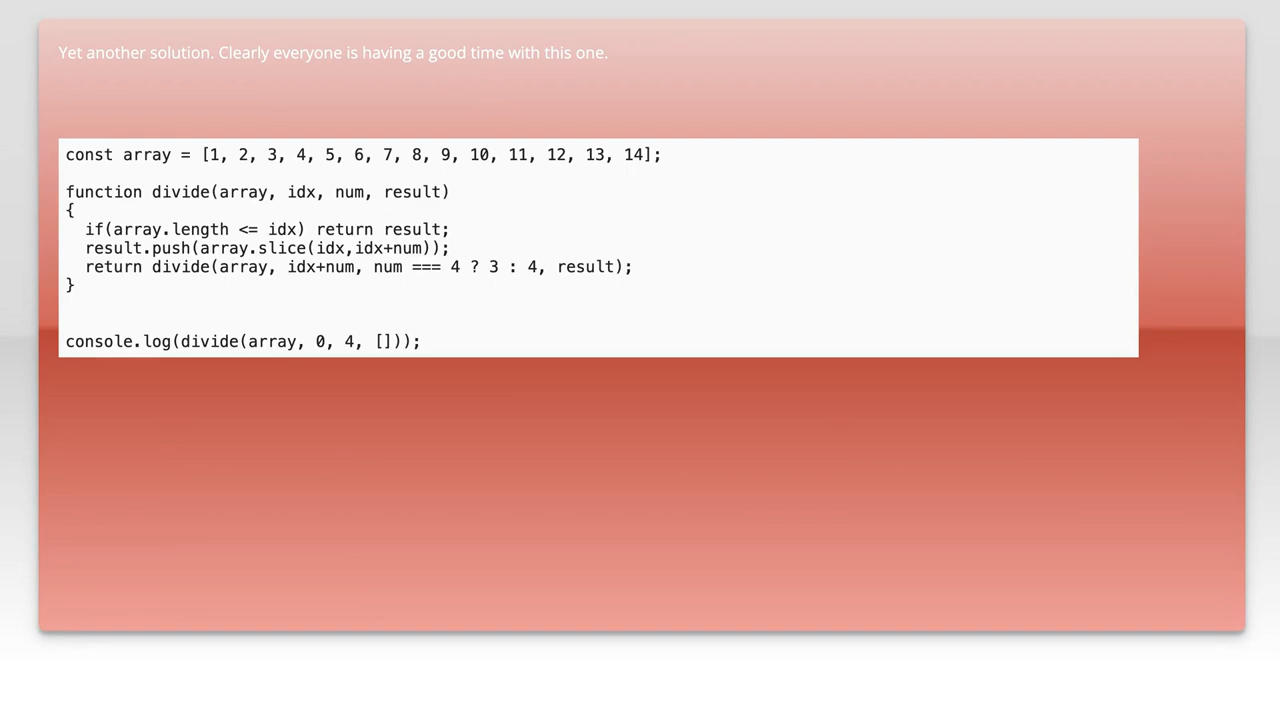 Yet another solution. Clearly everyone is having a good time with this one.
const array = [1, 2, 3, 4, 5, 6, 7, 8, 9, 10, 11, 12, 13, 14];
function divide(array, idx, num, result)
{
  if(array.length <= idx) return result;
  result.push(array.slice(idx,idx+num));
  return divide(array, idx+num, num === 4 ? 3 : 4, result);
}
console.log(divide(array, 0, 4, []));